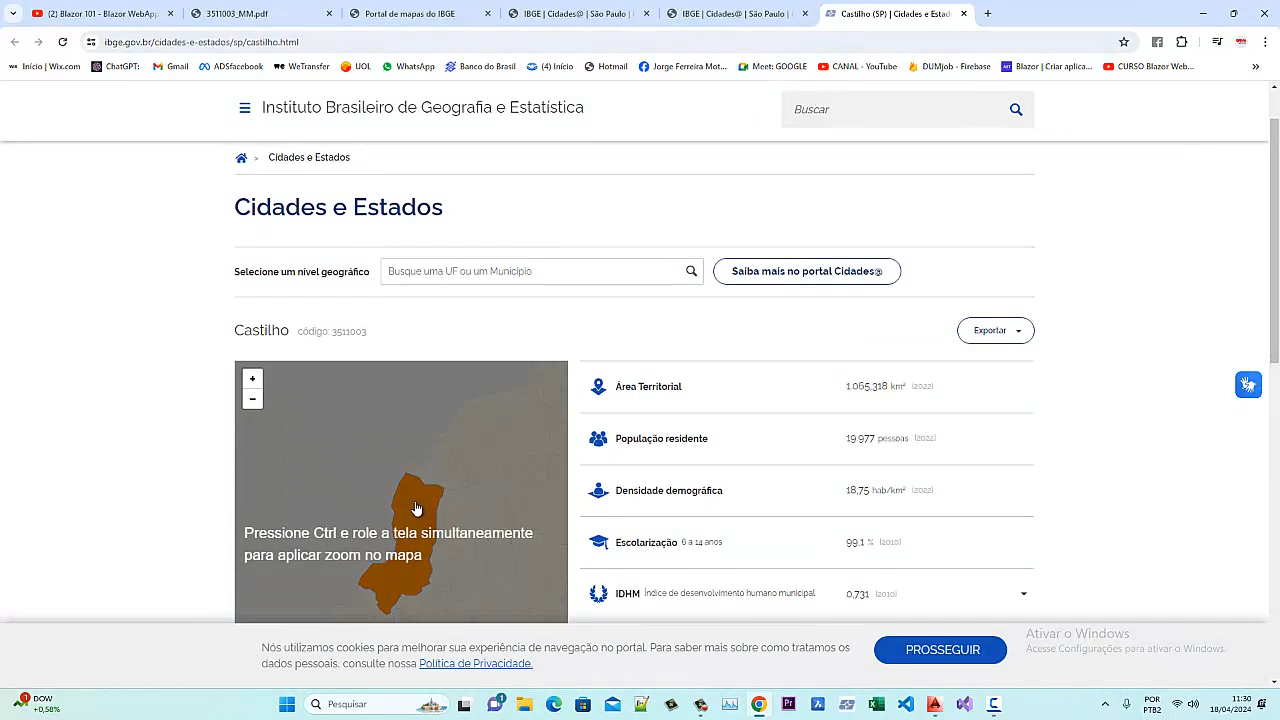 Blazor 101 - Blazor WebApp
3511003_MM.pdf
Portal de mapas do IBGE
IBGE | Cidades@ | São Paulo |
IBGE | Cidades@ | São Paulo |
Castilho (SP) | Cidades e Estad
ibge.gov.br/cidades-e-estados/sp/castilho.html
Início | Wix.com
ChatGPT:
Gmail
ADSfacebook
WeTransfer
UOL
WhatsApp
Banco do Brasil
(4) Início
Hotmail
Jorge Ferreira Mot...
Meet: GOOGLE
CANAL - YouTube
DUMjob - Firebase
Blazor | Criar aplica...
CURSO Blazor Web...
Instituto Brasileiro de Geografia e Estatística
Buscar
> Cidades e Estados
Cidades e Estados
Selecione um nível geográfico
Busque uma UF ou um Município
Saiba mais no portal Cidades@
Castilho código: 3511003
Exportar
+
−
Pressione Ctrl e role a tela simultaneamente
para aplicar zoom no mapa
Área Territorial 1.065,318 km² [2022]
População residente 19.977 pessoas [2022]
Densidade demográfica 18,75 hab/km² [2022]
Escolarização 6 a 14 anos 99,1 % [2010]
IDHM Índice de desenvolvimento humano municipal 0,731 [2010]
Nós utilizamos cookies para melhorar sua experiência de navegação no portal. Para saber mais sobre como tratamos os
dados pessoais, consulte nossa Política de Privacidade.
PROSSEGUIR
Ativar o Windows
Acesse Configurações para ativar o Windows.
DOW
+0,58%
Pesquisar
POR
PTB2
11:30
18/04/2024